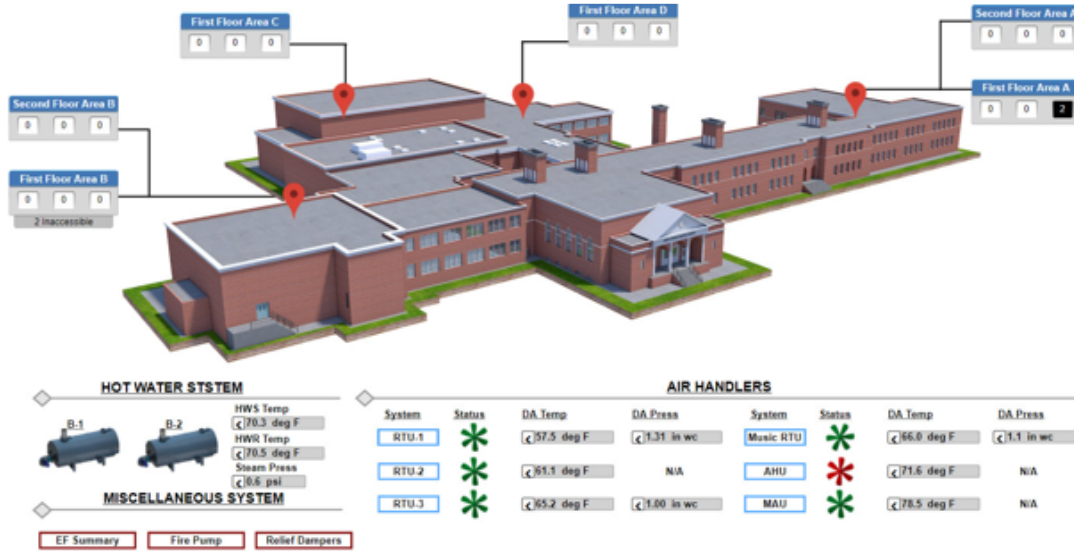 First Floor Area C
0 0 0
First Floor Area D
0 0 0
Second Floor Area A
0 0 0
First Floor Area A
0 0 2
Second Floor Area B
0 0 0
First Floor Area B
0 0 0
2 Inaccessible
HOT WATER STSTEM
B-1
B-2
HWS Temp
70.3 deg F
HWR Temp
70.5 deg F
Steam Press
0.6 psi
MISCELLANEOUS SYSTEM
EF Summary
Fire Pump
Relief Dampers
AIR HANDLERS
System Status DA Temp DA Press System Status DA Temp DA Press
RTU-1 57.5 deg F 1.31 in wc Music RTU 66.0 deg F 1.1 in wc
RTU-2 61.1 deg F N/A AHU 71.6 deg F N/A
RTU-3 65.2 deg F 1.00 in wc MAU 78.5 deg F N/A